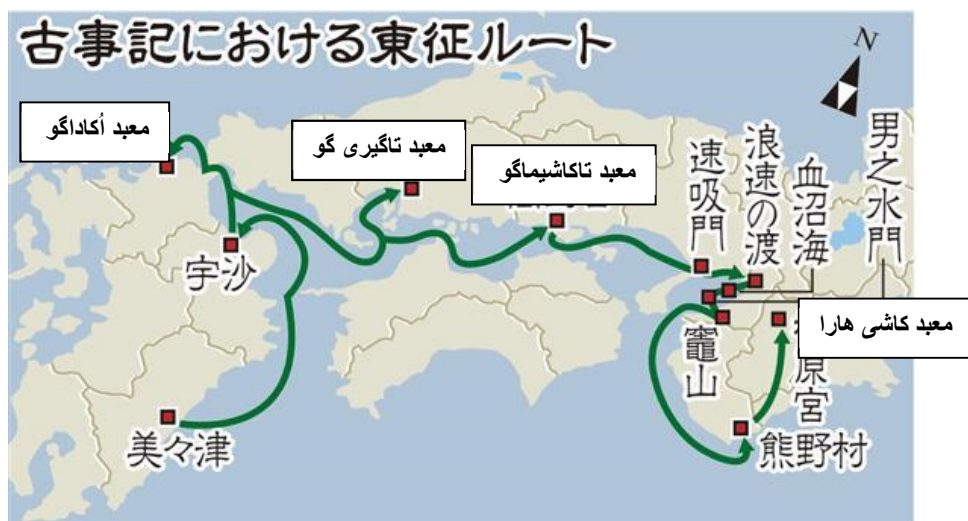 古事記における東征ルート
N
معبد أكاداگو
معبد تاگیری گو
معبد تاكاشيماگو
速吸門
浪速の渡
血沼海
男之水門
宇沙
معبد کاشی هارا
竈山
原宮
美々津
熊野村